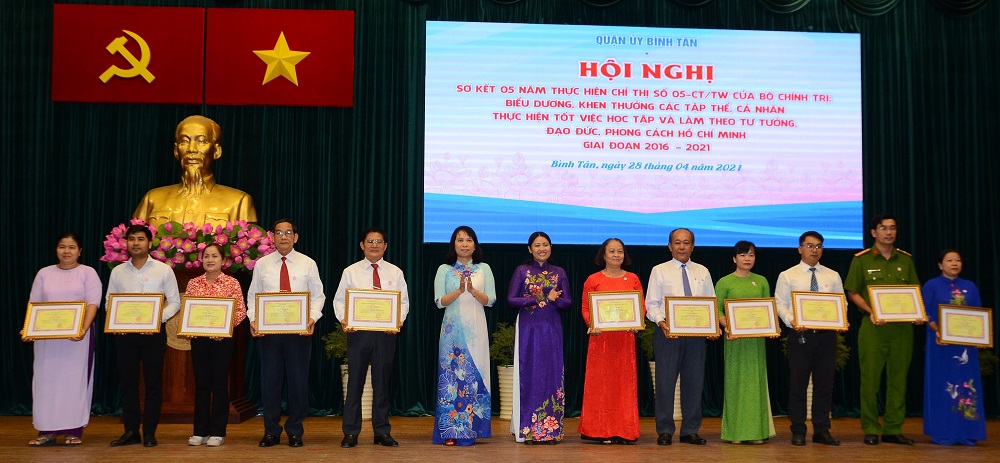 QUẬN ỦY BÌNH TÂN
HỘI NGHỊ
SƠ KẾT 05 NĂM THỰC HIỆN CHỈ THỊ SỐ 05-CT/TW CỦA BỘ CHÍNH TRỊ;
BIỂU DƯƠNG, KHEN THƯỞNG CÁC TẬP THỂ, CÁ NHÂN
THỰC HIỆN TỐT VIỆC HỌC TẬP VÀ LÀM THEO TƯ TƯỞNG,
ĐẠO ĐỨC, PHONG CÁCH HỒ CHÍ MINH
GIAI ĐOẠN 2016 - 2021
Bình Tân, ngày 28 tháng 04 năm 2021